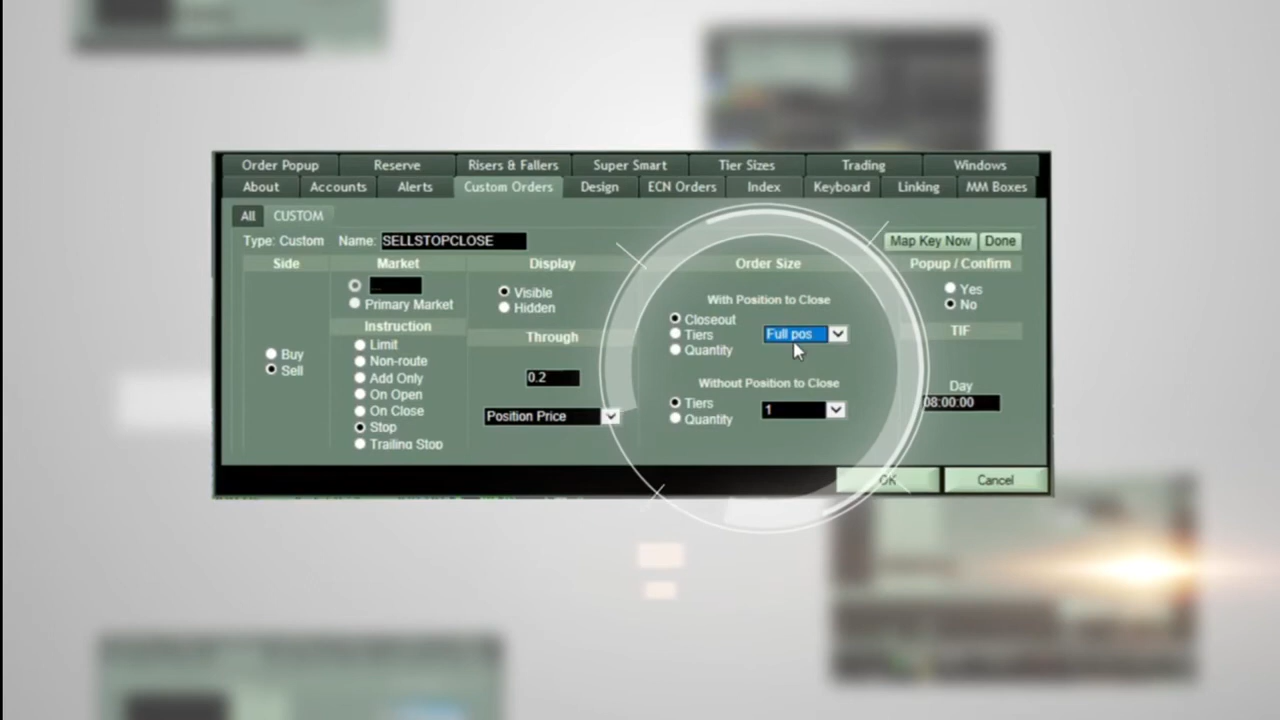 Order Popup Reserve Risers & Fallers Super Smart Tier Sizes Trading Windows
About Accounts Alerts Custom Orders Design ECN Orders Index Keyboard Linking MM Boxes
All CUSTOM
Type: Custom Name: SELLSTOPCLOSE Map Key Now Done
Side Market Display Order Size Popup / Confirm
Visible Yes
With Position to Close
Primary Market Hidden No
Closeout
Instruction Tiers Full pos TIF
Through
Limit Quantity
Buy Non-route
Sell Add Only 0.2 Without Position to Close Day
On Open Tiers 1 08:00:00
On Close Position Price Quantity
Stop
Trailing Stop
OK Cancel